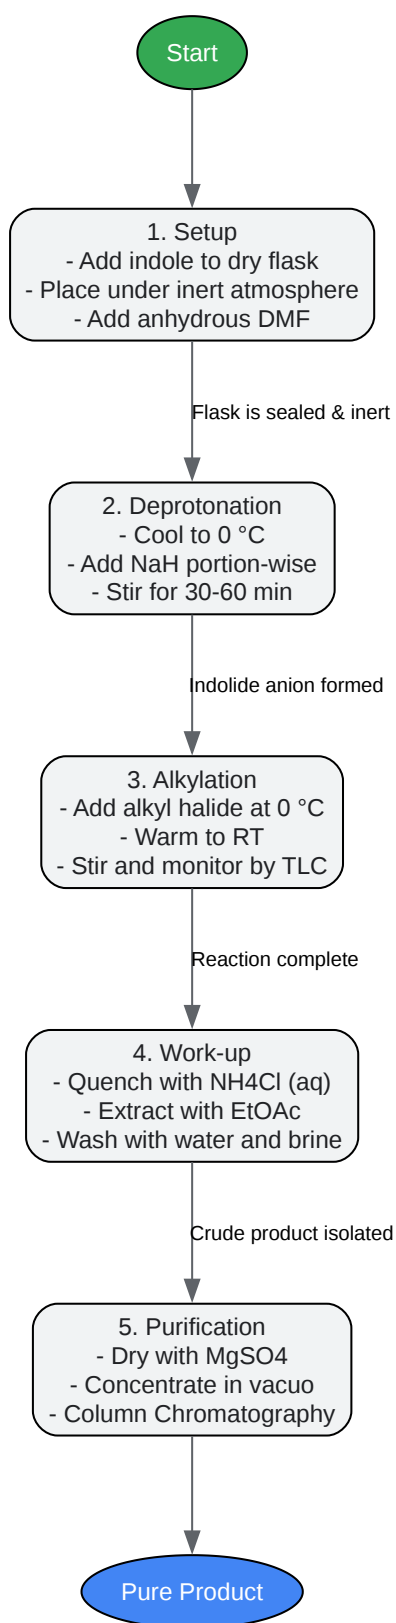 Start
1. Setup
- Add indole to dry flask
- Place under inert atmosphere
- Add anhydrous DMF
Flask is sealed & inert
2. Deprotonation
- Cool to 0 °C
- Add NaH portion-wise
- Stir for 30-60 min
Indolide anion formed
3. Alkylation
- Add alkyl halide at 0 °C
- Warm to RT
- Stir and monitor by TLC
Reaction complete
4. Work-up
- Quench with NH4Cl (aq)
- Extract with EtOAc
- Wash with water and brine
Crude product isolated
5. Purification
- Dry with MgSO4
- Concentrate in vacuo
- Column Chromatography
Pure Product